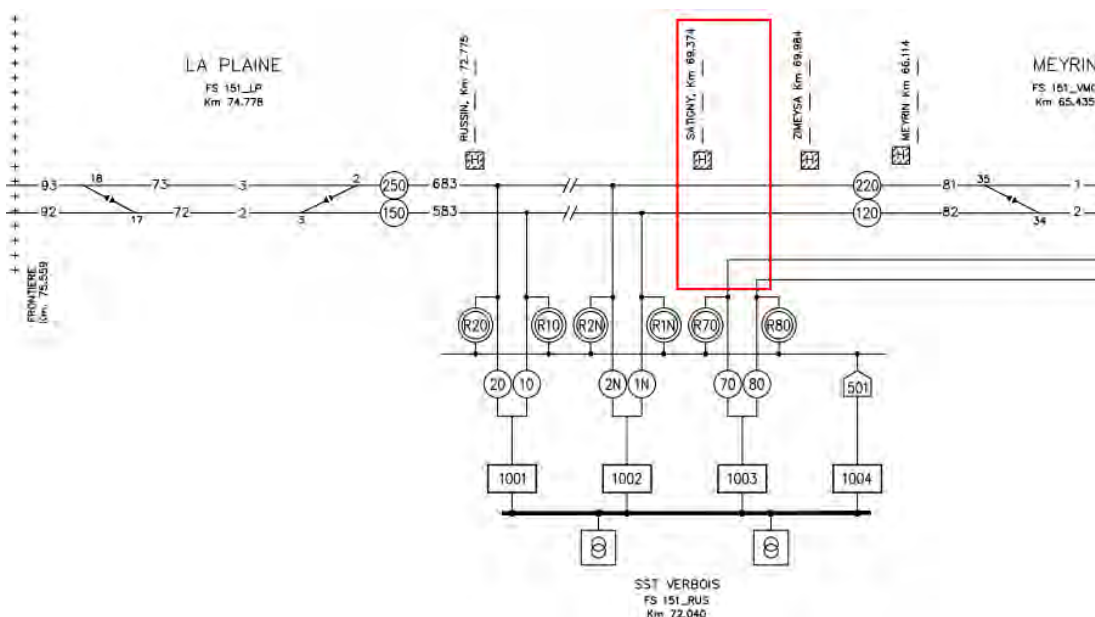 LA PLAINE
FS 151_LP
Km 74.778
RUSSIN, Km 72.775
SATIGNY, Km 69.374
ZIMEYSA Km 69.984
MEYRIN Km 66.114
MEYRIN
FS 151_VM
Km 65.435
93 18 73 3 2 250 683 220 81 35 1
92 17 72 2 3 150 583 120 82 34 2
FRONTIERE
Km. 75.559
R20 R10 R2N R1N R70 R80
20 10 2N 1N 70 80 501
1001 1002 1003 1004
SST VERBOIS
FS 151_RUS
Km 72.040